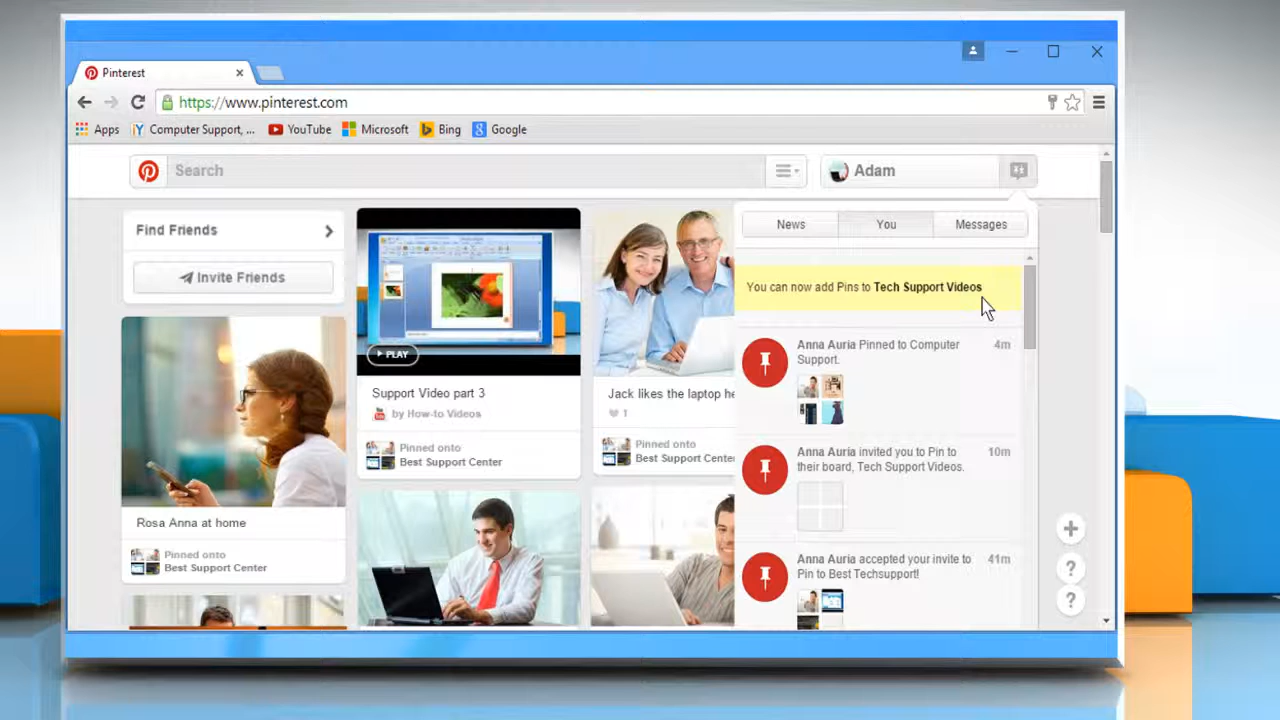 Pinterest
https://www.pinterest.com
Apps
Computer Support, ...
YouTube
Microsoft
Bing
Google
Search
Adam
Find Friends
Invite Friends
Rosa Anna at home
Pinned onto
Best Support Center
PLAY
Support Video part 3
by How-to Videos
Pinned onto
Best Support Center
Jack likes the laptop he
1
Pinned onto
Best Support Cente
News
You
Messages
You can now add Pins to Tech Support Videos
Anna Auria Pinned to Computer
Support.
4m
Anna Auria invited you to Pin to
their board, Tech Support Videos.
10m
Anna Auria accepted your invite to
Pin to Best Techsupport!
41m
+
?
?